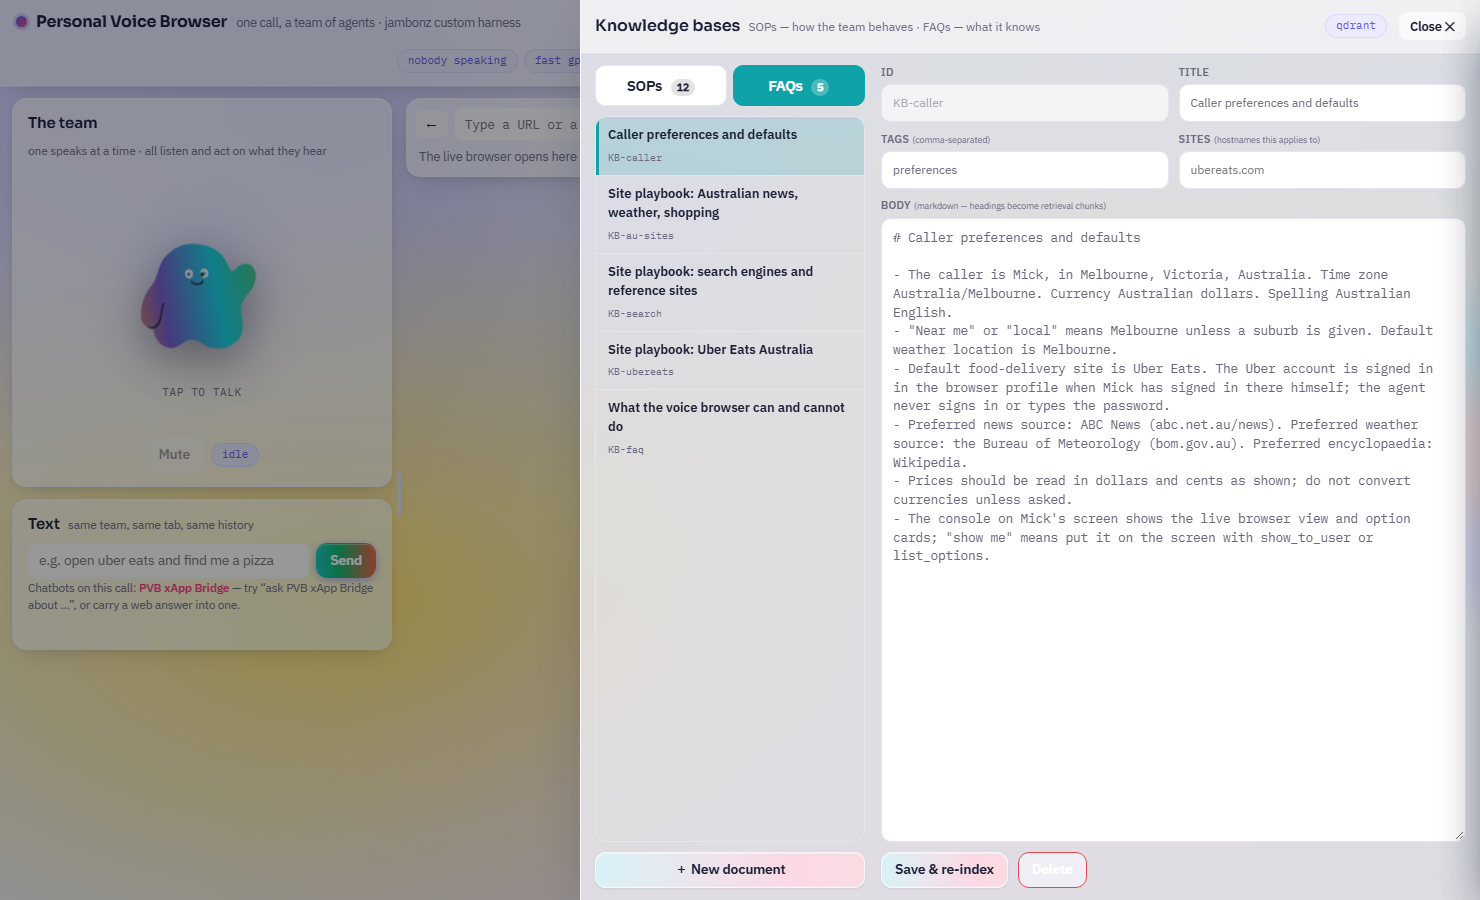 Personal Voice Browser one call, a team of agents · jambonz custom harness
nobody speaking
fast gp
The team
one speaks at a time · all listen and act on what they hear
TAP TO TALK
Mute
idle
Text same team, same tab, same history
e.g. open uber eats and find me a pizza
Send
Chatbots on this call: PVB xApp Bridge — try “ask PVB xApp Bridge
about ...”, or carry a web answer into one.
←
Type a URL or a
The live browser opens here
Knowledge bases SOPs — how the team behaves · FAQs — what it knows
qdrant
Close ✕
SOPs 12
FAQs 5
Caller preferences and defaults
KB-caller
Site playbook: Australian news,
weather, shopping
KB-au-sites
Site playbook: search engines and
reference sites
KB-search
Site playbook: Uber Eats Australia
KB-ubereats
What the voice browser can and cannot
do
KB-faq
+ New document
ID
KB-caller
TITLE
Caller preferences and defaults
TAGS (comma-separated)
preferences
SITES (hostnames this applies to)
ubereats.com
BODY (markdown — headings become retrieval chunks)
# Caller preferences and defaults
- The caller is Mick, in Melbourne, Victoria, Australia. Time zone
Australia/Melbourne. Currency Australian dollars. Spelling Australian
English.
- "Near me" or "local" means Melbourne unless a suburb is given. Default
weather location is Melbourne.
- Default food-delivery site is Uber Eats. The Uber account is signed in
in the browser profile when Mick has signed in there himself; the agent
never signs in or types the password.
- Preferred news source: ABC News (abc.net.au/news). Preferred weather
source: the Bureau of Meteorology (bom.gov.au). Preferred encyclopaedia:
Wikipedia.
- Prices should be read in dollars and cents as shown; do not convert
currencies unless asked.
- The console on Mick's screen shows the live browser view and option
cards; "show me" means put it on the screen with show_to_user or
list_options.
Save & re-index
Delete